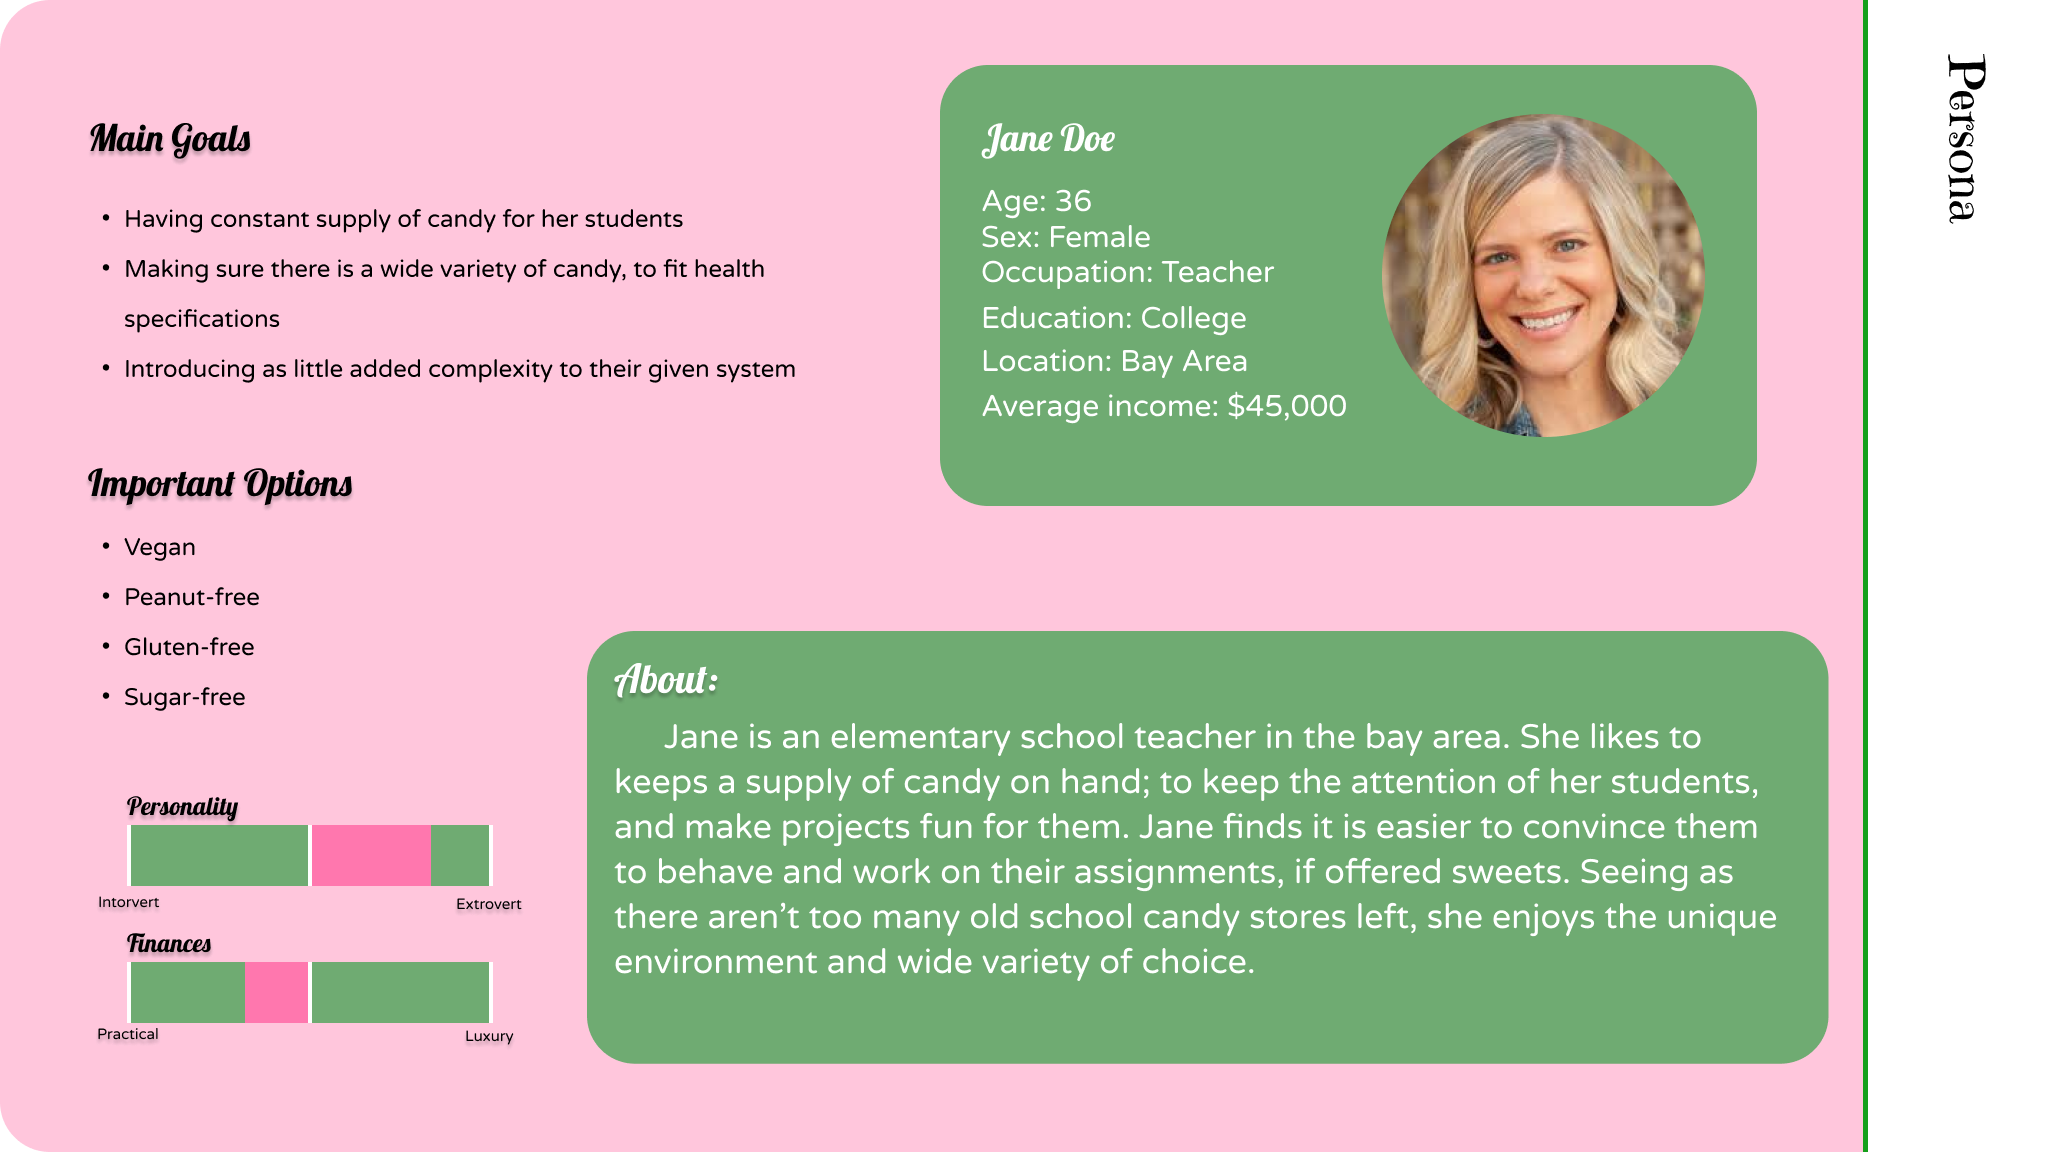 Persona
Main Goals
• Having constant supply of candy for her students
• Making sure there is a wide variety of candy, to fit health
specifications
• Introducing as little added complexity to their given system
Important Options
• Vegan
• Peanut-free
• Gluten-free
• Sugar-free
Personality
Intorvert
Extrovert
Finances
Practical
Luxury
Jane Doe
Age: 36
Sex: Female
Occupation: Teacher
Education: College
Location: Bay Area
Average income: $45,000
About:
Jane is an elementary school teacher in the bay area. She likes to
keeps a supply of candy on hand; to keep the attention of her students,
and make projects fun for them. Jane finds it is easier to convince them
to behave and work on their assignments, if offered sweets. Seeing as
there aren’t too many old school candy stores left, she enjoys the unique
environment and wide variety of choice.